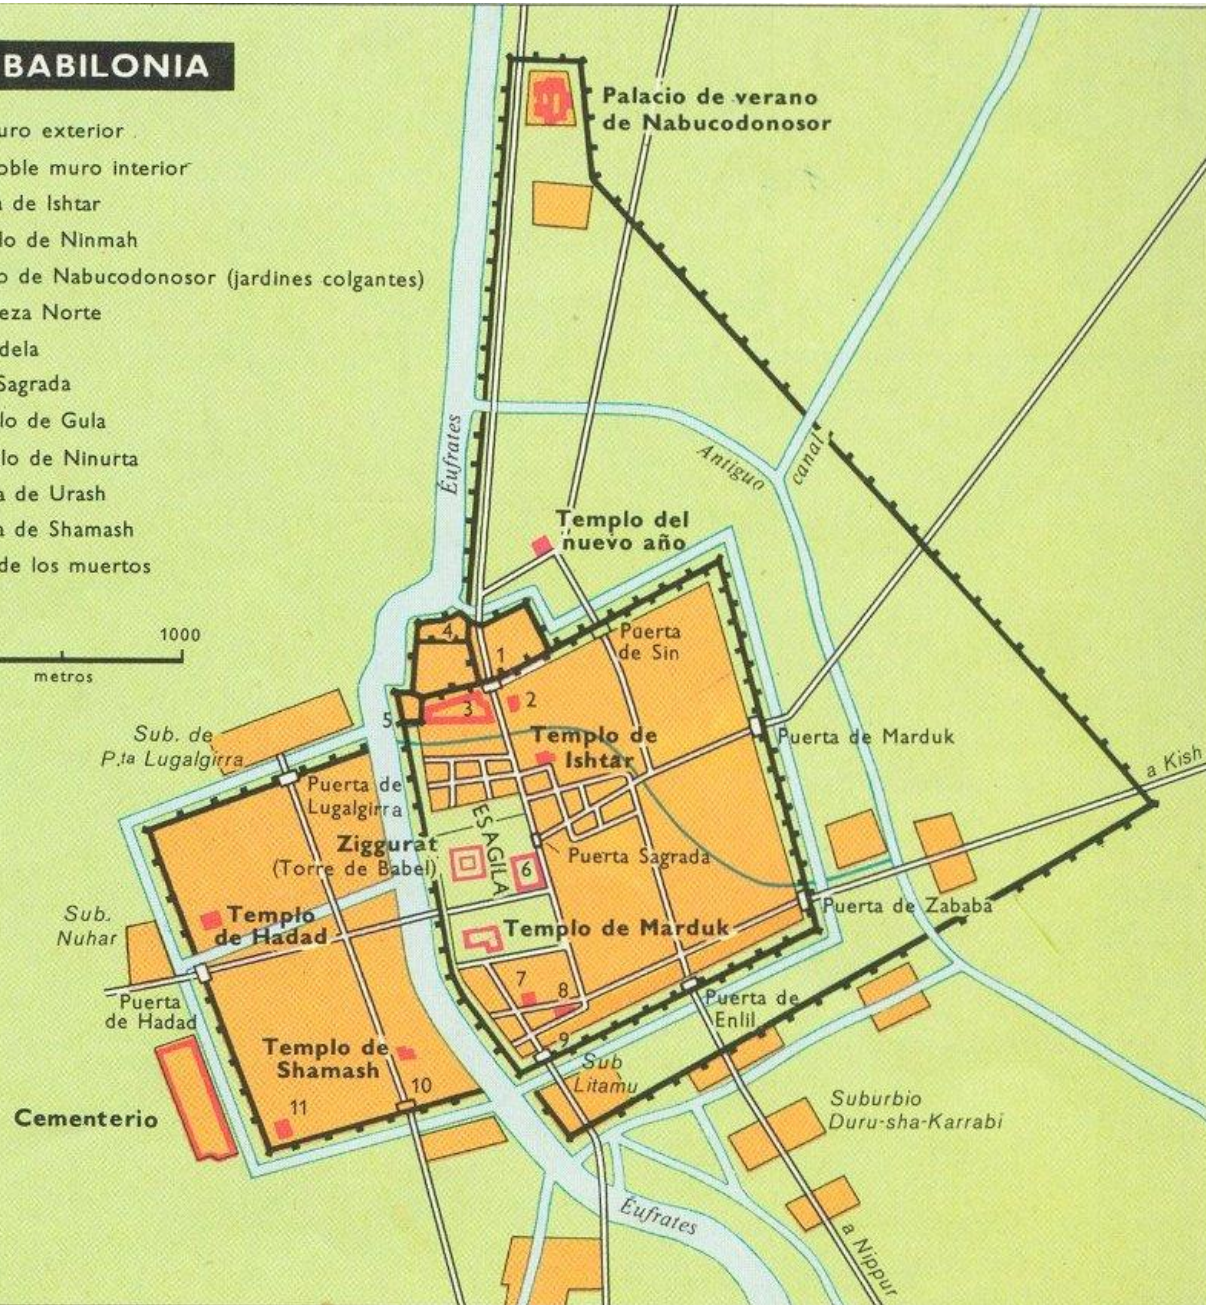 BABILONIA
uro exterior
oble muro interior
a de Ishtar
lo de Ninmah
o de Nabucodonosor (jardines colgantes)
eza Norte
dela
Sagrada
lo de Gula
lo de Ninurta
a de Urash
a de Shamash
de los muertos
1000
metros
Palacio de verano
de Nabucodonosor
Éufrates
Antiguo
canal
Templo del
nuevo año
Puerta
de Sin
4
1
2
3
5
Templo de
Ishtar
Puerta de Marduk
a Kish
Sub. de
P.ta Lugalgirra
Puerta de
Lugalgirra
ESAGILA
Ziggurat
(Torre de Babel)
6
Puerta Sagrada
Puerta de Zababa
Sub.
Nuhar
Templo
de Hadad
Templo de Marduk
7
8
9
Puerta
de Hadad
Puerta de
Enlil
Templo de
Shamash
10
11
Sub
Litamu
Cementerio
Suburbio
Duru-sha-Karrabi
Éufrates
a Nippur